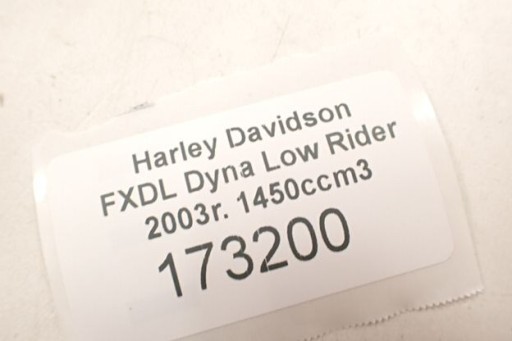 Harley Davidson
FXDL Dyna Low Rider
2003r. 1450ccm3
173200